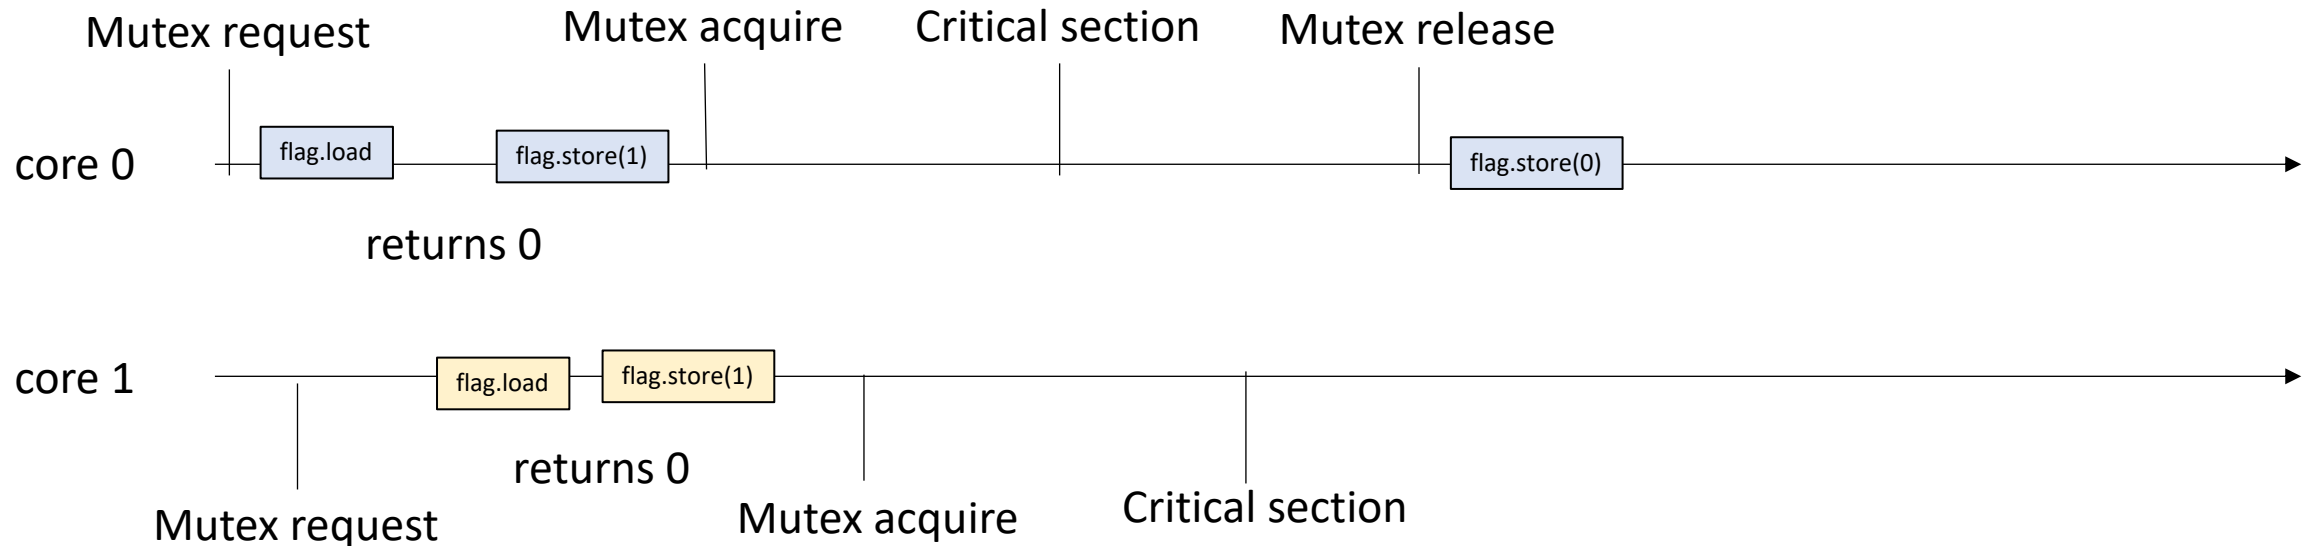 Mutex request
Mutex acquire
Critical section
Mutex release
core 0
flag.load
flag.store(1)
flag.store(0)
returns 0
core 1
flag.load
flag.store(1)
returns 0
Mutex request
Mutex acquire
Critical section